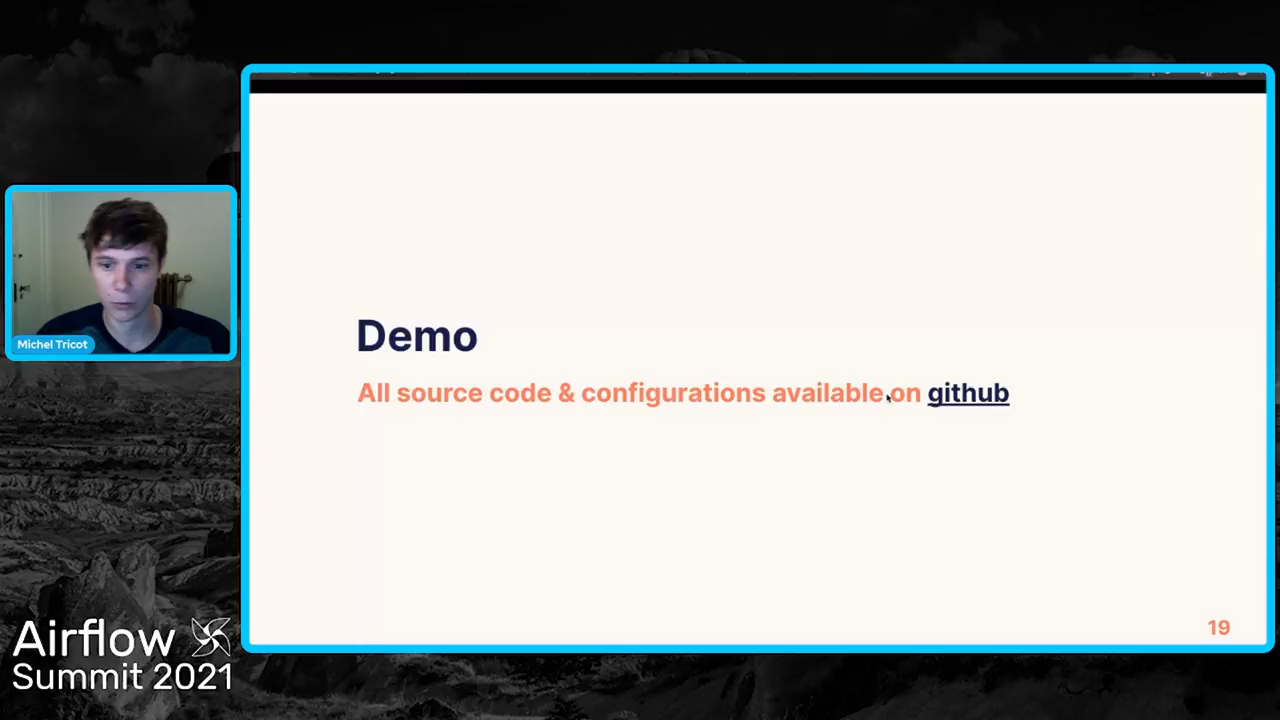 Demo
All source code & configurations available on github
19
Michel Tricot
Airflow
Summit 2021